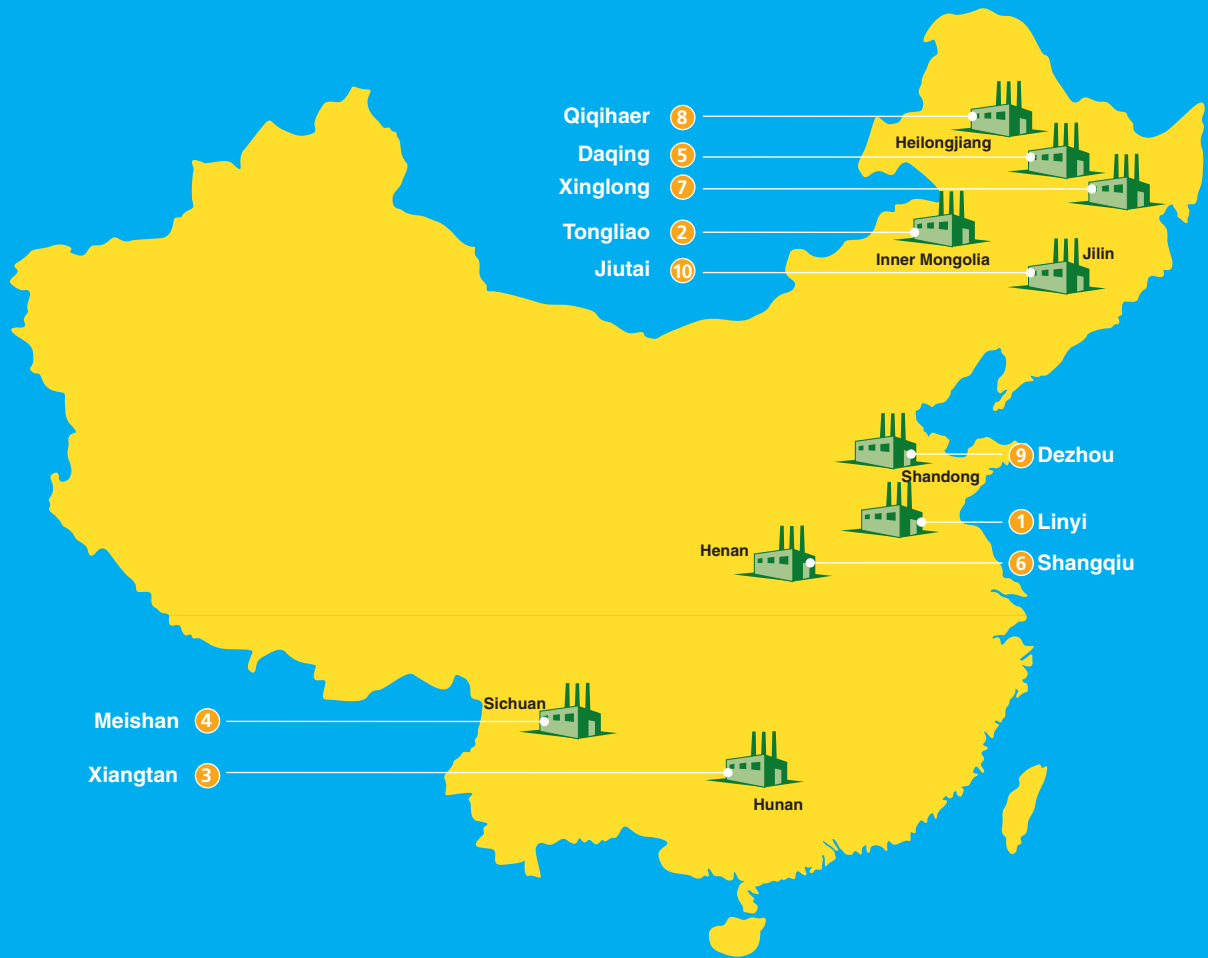 Qiqihaer 8
Heilongjiang
Daqing 5
Xinglong 7
Tongliao 2
Inner Mongolia
Jilin
Jiutai 10
9 Dezhou
Shandong
1 Linyi
Henan
6 Shangqiu
Sichuan
Meishan 4
Xiangtan 3
Hunan